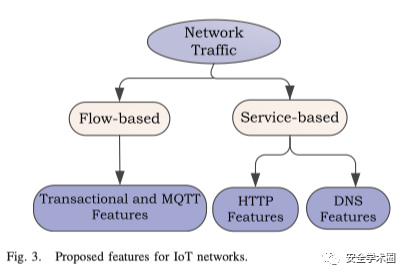 Network
Traffic
Flow-based
Service-based
Transactional and MQTT
Features
HTTP
Features
DNS
Features
Fig. 3. Proposed features for IoT networks.
安全学术圈